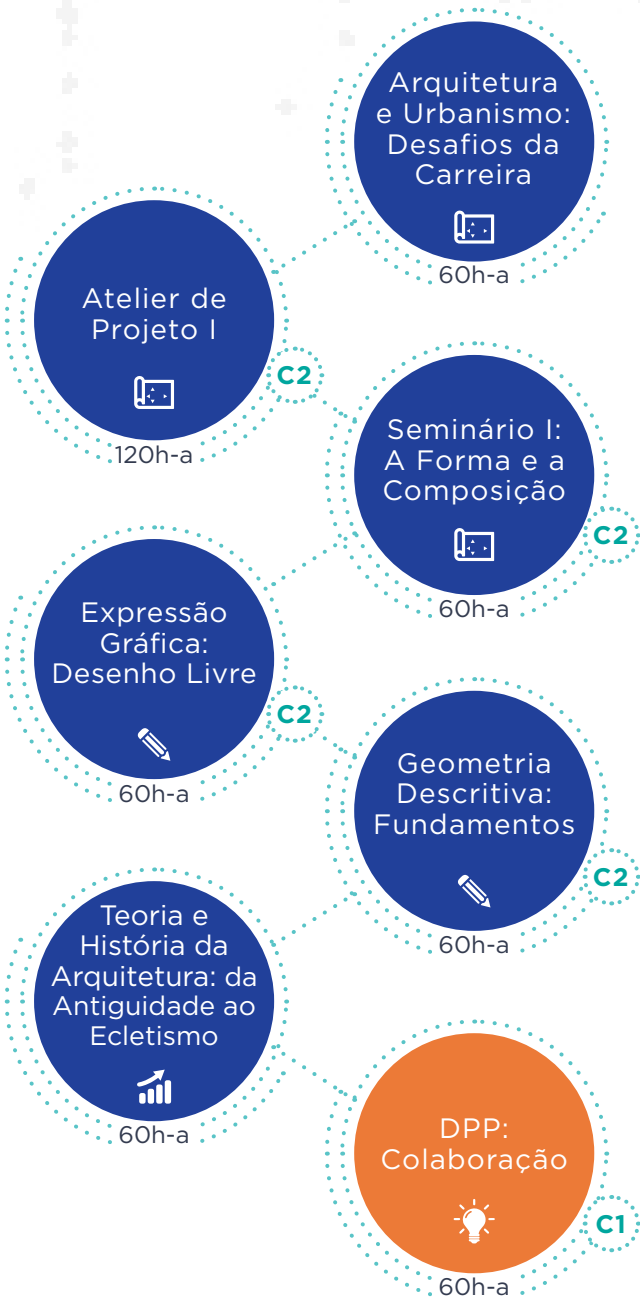 Arquitetura
e Urbanismo:
Desafios da
Carreira
60h-a
Atelier de
Projeto I
C2
120h-a
Seminário I:
A Forma e a
Composição
C2
60h-a
Expressão
Gráfica:
Desenho Livre
C2
60h-a
Geometria
Descritiva:
Fundamentos
C2
60h-a
Teoria e
História da
Arquitetura: da
Antiguidade ao
Ecletismo
60h-a
DPP:
Colaboração
C1
60h-a